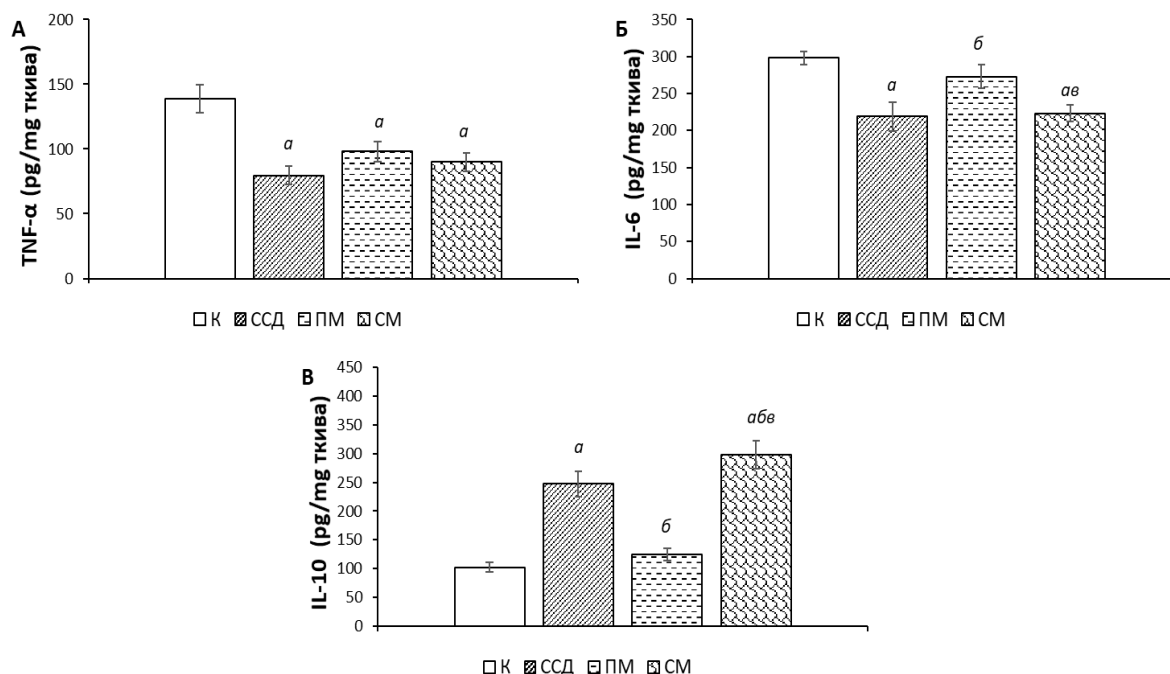 А
TNF-α (pg/mg ткива)
200
150
100
50
0
а
а
а
К ССД ПМ СМ
Б
IL-6 (pg/mg ткива)
350
300
250
200
150
100
50
0
а
б
ав
К ССД ПМ СМ
В
IL-10 (pg/mg ткива)
450
400
350
300
250
200
150
100
50
0
а
б
абв
К ССД ПМ СМ